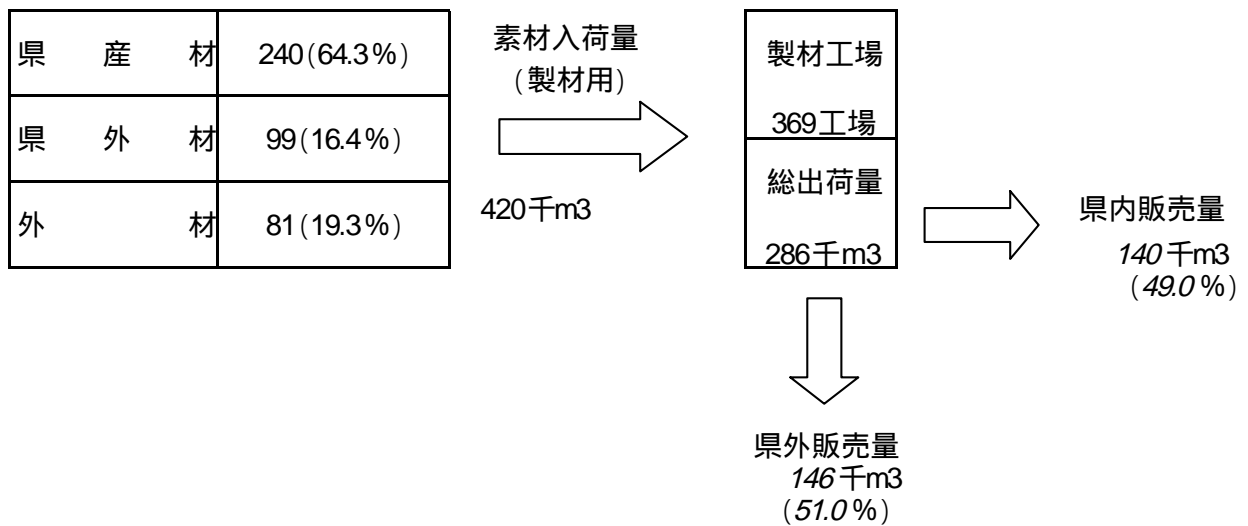 県産材 240(64.3%)
県外材 99(16.4%)
外材 81(19.3%)
素材入荷量
(製材用)
420千m3
製材工場
369工場
総出荷量
286千m3
県内販売量
140千m3
(49.0%)
県外販売量
146千m3
(51.0%)